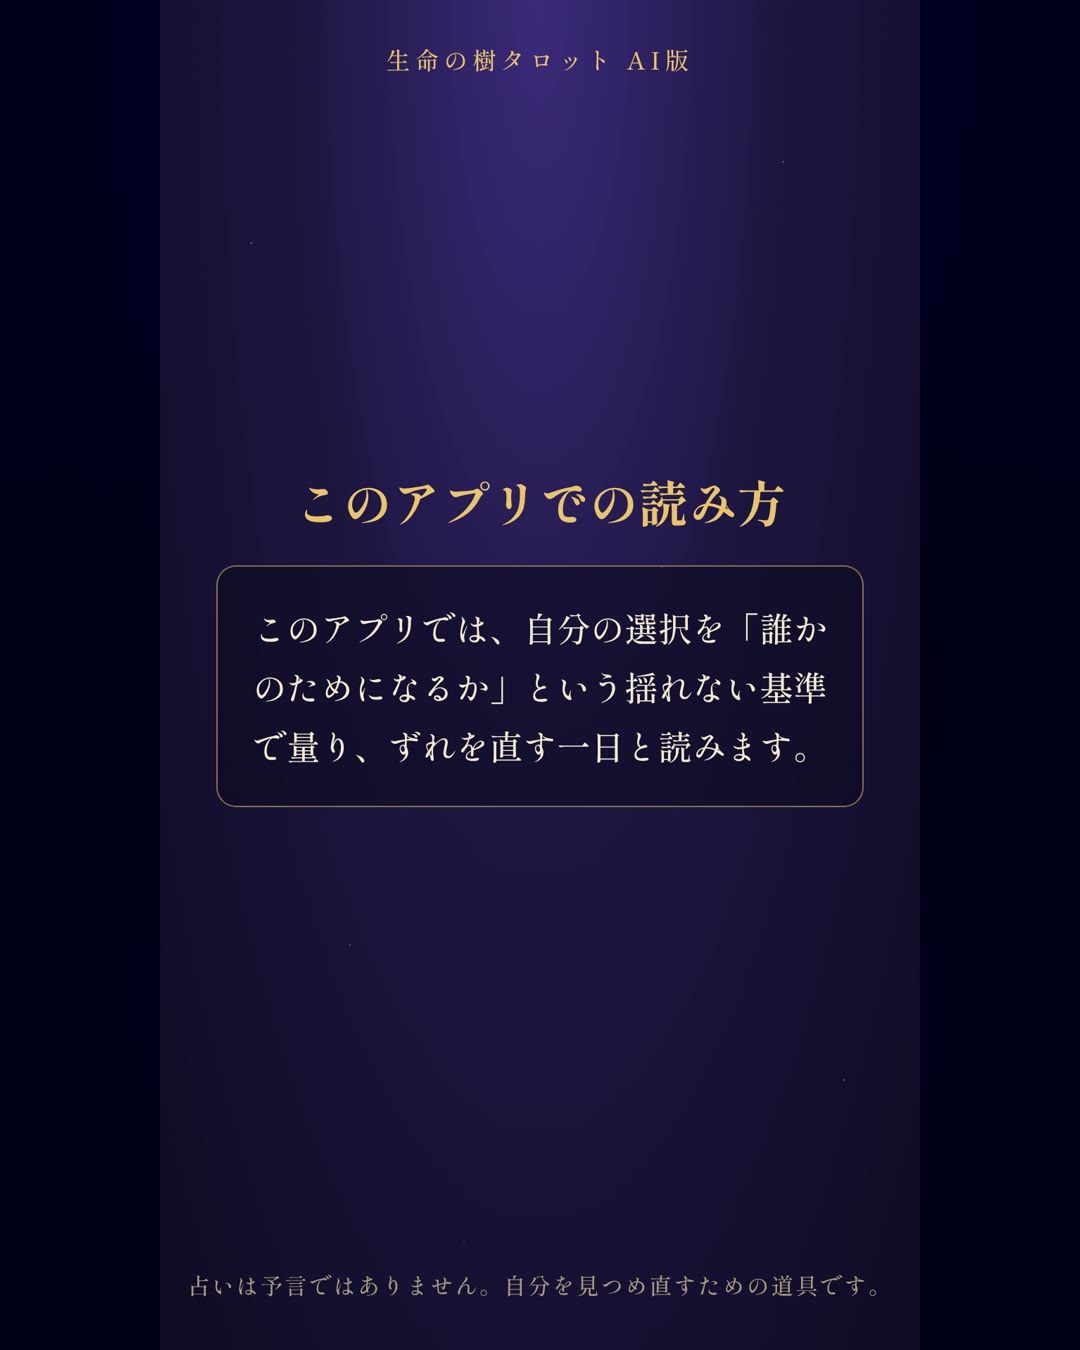 生命の樹タロット AI版
このアプリでの読み方
このアプリでは、自分の選択を「誰か
のためになるか」という揺れない基準
で量り、ずれを直す一日と読みます。
占いは予言ではありません。自分を見つめ直すための道具です。